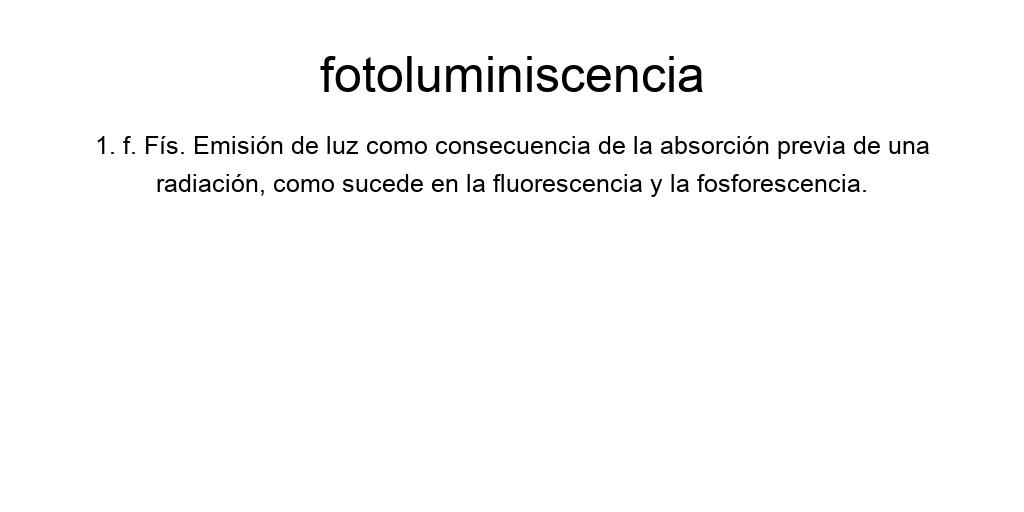 fotoluminiscencia
1. f. Fís. Emisión de luz como consecuencia de la absorción previa de una
radiación, como sucede en la fluorescencia y la fosforescencia.